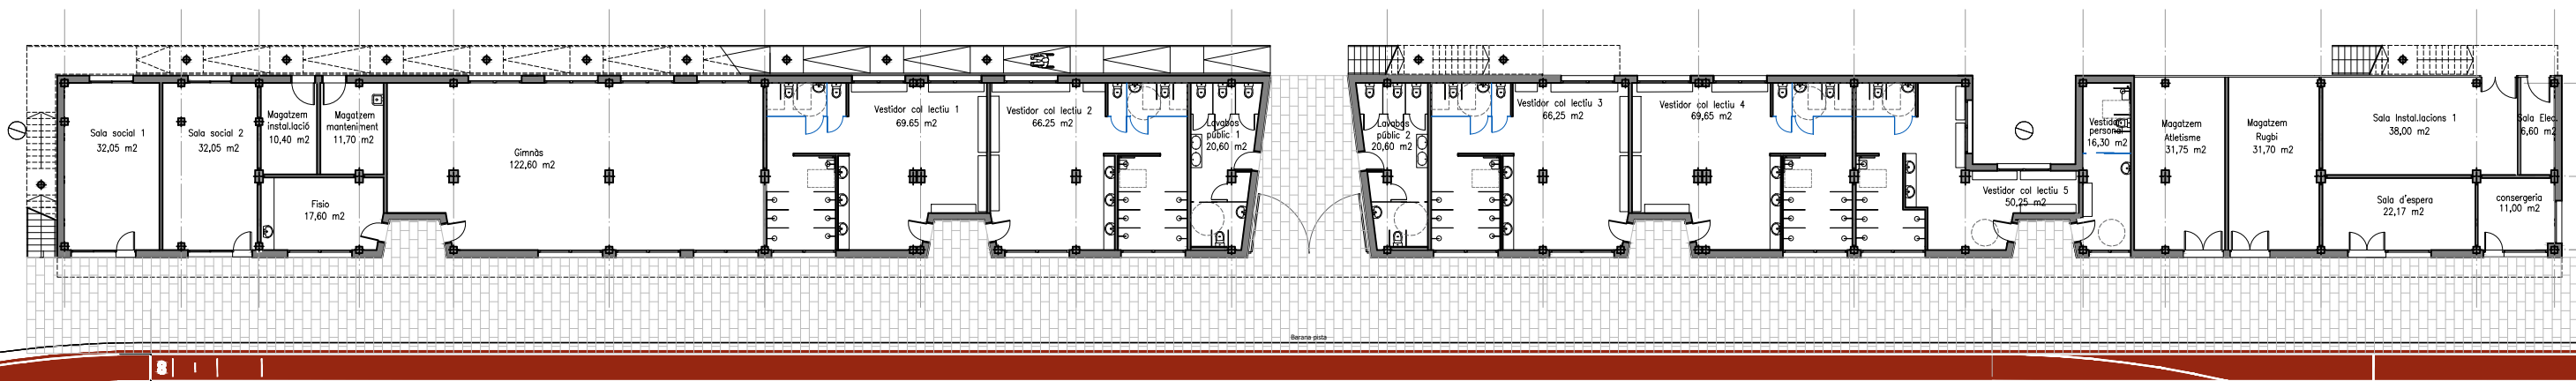 Sala social 1
32,05 m2
Sala social 2
32,05 m2
Magatzem
instal.lació
10,40 m2
Magatzem
manteniment
11,70 m2
Fisio
17,60 m2
Gimnàs
122,60 m2
Vestidor col lectiu 1
69.65 m2
Vestidor col lectiu 2
66.25 m2
Lavabos
públic 1
20,60 m2
Lavabos
públic 2
20,60 m2
Vestidor col lectiu 3
66,25 m2
Vestidor col lectiu 4
69,65 m2
Vestidor col lectiu 5
50,25 m2
Vestidor
personal
16,30 m2
Magatzem
Atletisme
31,75 m2
Magatzem
Rugbi
31,70 m2
Sala Instal.lacions 1
38,00 m2
Sala Elec.
6,60 m2
Sala d'espera
22,17 m2
consergeria
11,00 m2
Barana pista
8